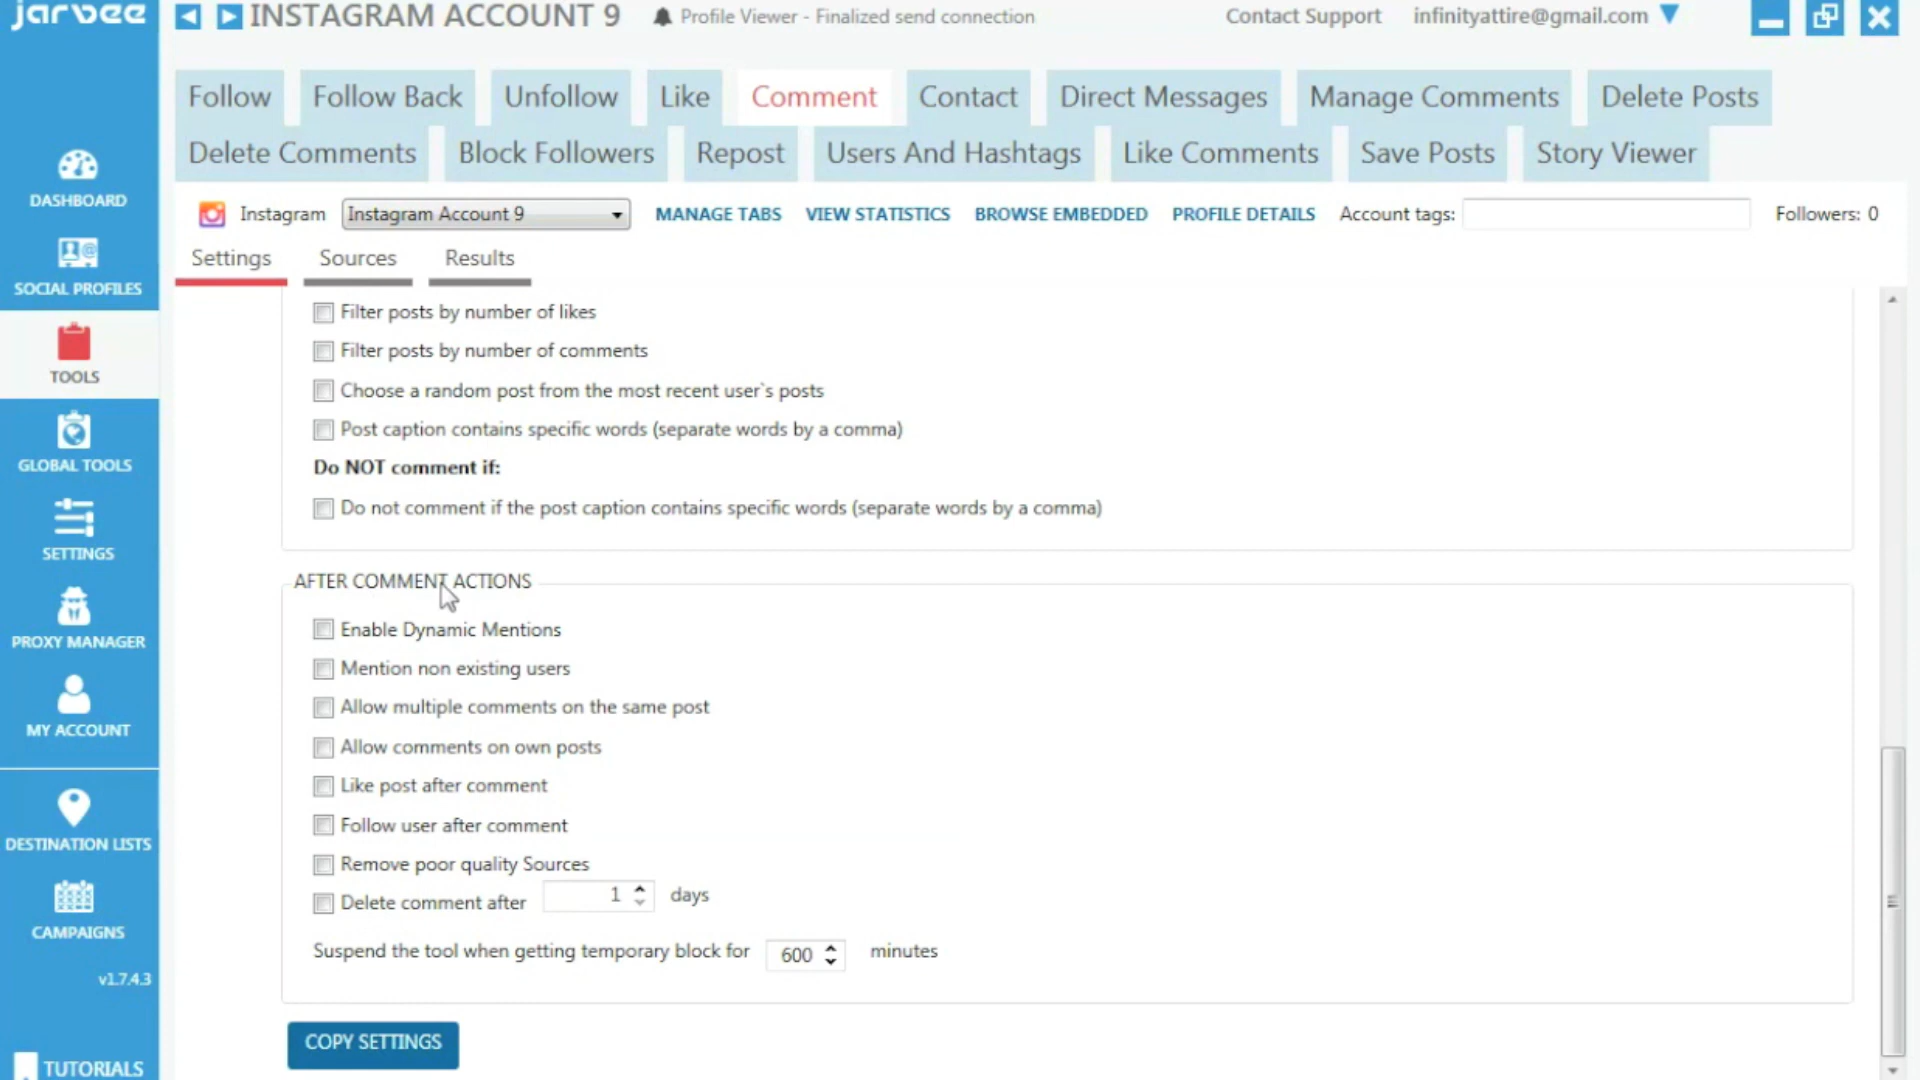 jarvee
INSTAGRAM ACCOUNT 9
Profile Viewer - Finalized send connection
Contact Support
infinityattire@gmail.com
Follow
Follow Back
Unfollow
Like
Comment
Contact
Direct Messages
Manage Comments
Delete Posts
Delete Comments
Block Followers
Repost
Users And Hashtags
Like Comments
Save Posts
Story Viewer
DASHBOARD
SOCIAL PROFILES
TOOLS
GLOBAL TOOLS
SETTINGS
PROXY MANAGER
MY ACCOUNT
DESTINATION LISTS
CAMPAIGNS
v1.7.4.3
TUTORIALS
Instagram
Instagram Account 9
MANAGE TABS
VIEW STATISTICS
BROWSE EMBEDDED
PROFILE DETAILS
Account tags:
Followers: 0
Settings
Sources
Results
Filter posts by number of likes
Filter posts by number of comments
Choose a random post from the most recent user`s posts
Post caption contains specific words (separate words by a comma)
Do NOT comment if:
Do not comment if the post caption contains specific words (separate words by a comma)
AFTER COMMENT ACTIONS
Enable Dynamic Mentions
Mention non existing users
Allow multiple comments on the same post
Allow comments on own posts
Like post after comment
Follow user after comment
Remove poor quality Sources
Delete comment after 1 days
Suspend the tool when getting temporary block for 600 minutes
COPY SETTINGS